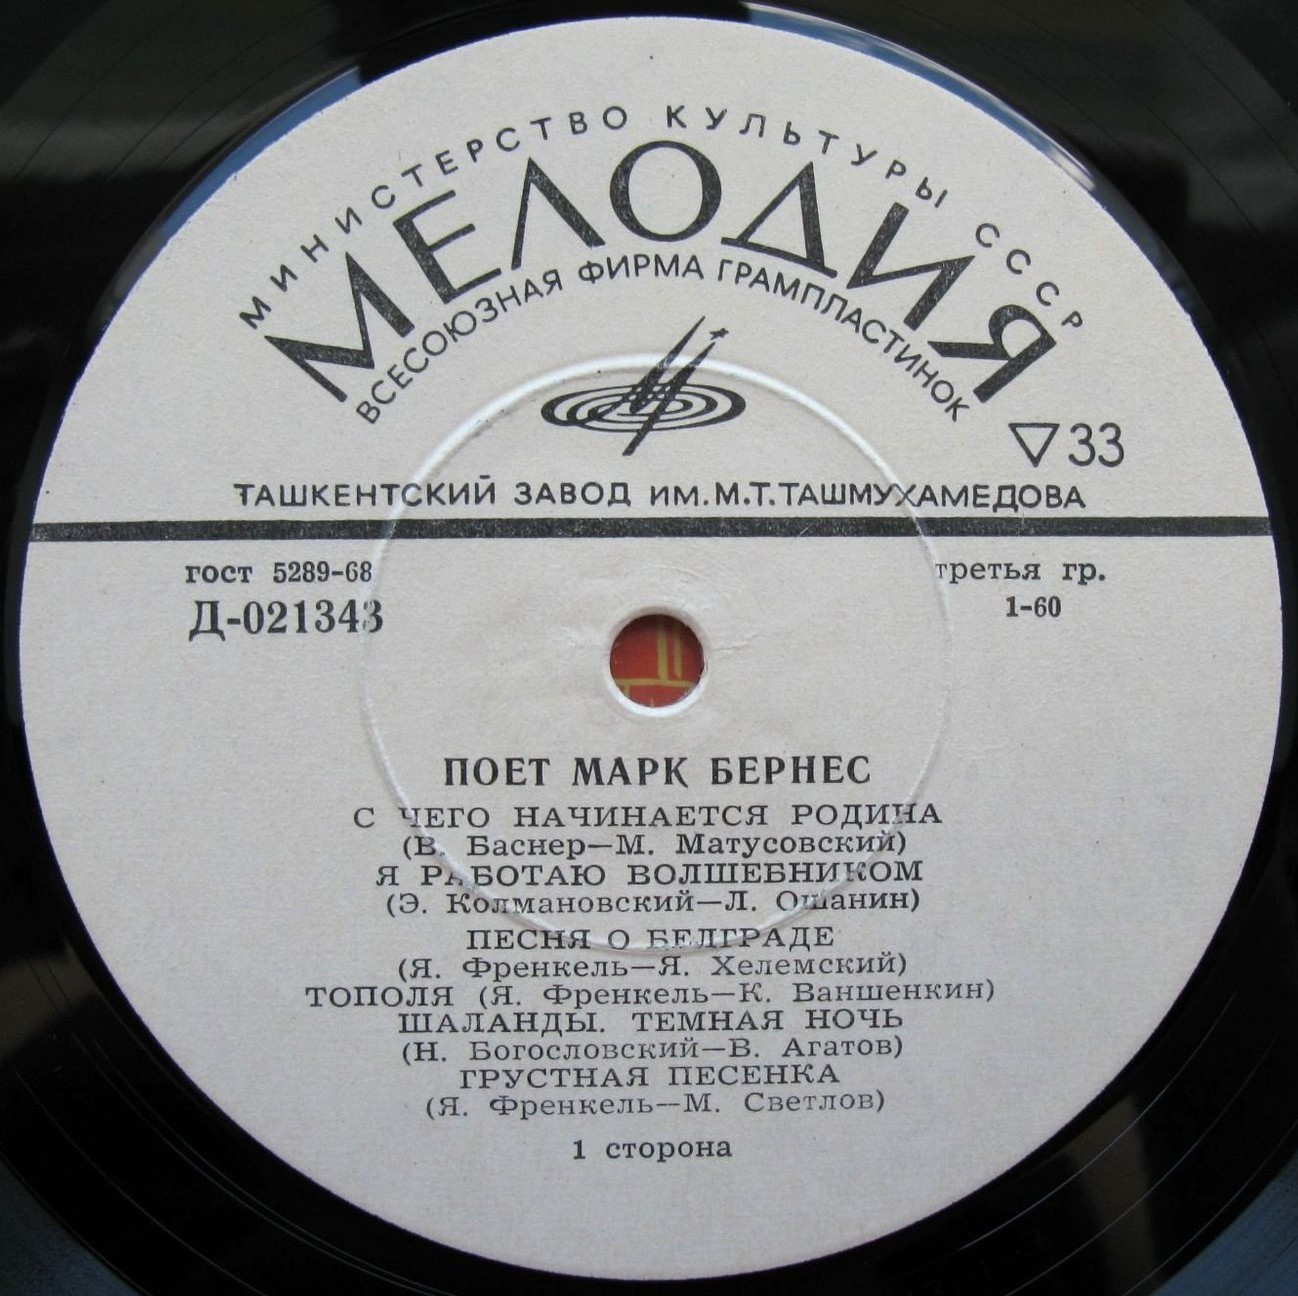 МИНИСТЕРСТВО КУЛЬТУРЫ СССР
МЕЛОДИЯ
ВСЕСОЮЗНАЯ ФИРМА ГРАМПЛАСТИНОК
33
ТАШКЕНТСКИЙ ЗАВОД ИМ. М.Т. ТАШМУХАМЕДОВА
гост 5289-68
третья гр.
Д-021343
1-60
ПОЕТ МАРК БЕРНЕС
С ЧЕГО НАЧИНАЕТСЯ РОДИНА
(В. Баснер—М. Матусовский)
Я РАБОТАЮ ВОЛШЕБНИКОМ
(Э. Колмановский—Л. Ошанин)
ПЕСНЯ О БЕЛГРАДЕ
(Я. Френкель—Я. Хелемский)
ТОПОЛЯ (Я. Френкель—К. Ваншенкин)
ШАЛАНДЫ. ТЕМНАЯ НОЧЬ
(Н. Богословский—В. Агатов)
ГРУСТНАЯ ПЕСЕНКА
(Я. Френкель—М. Светлов)
1 сторона